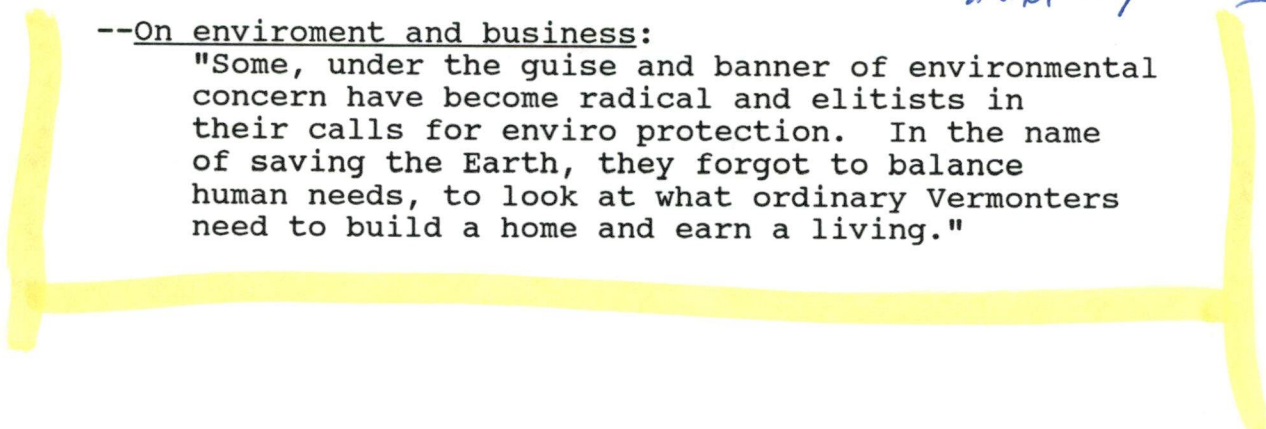 --On enviroment and business:
"Some, under the guise and banner of environmental
concern have become radical and elitists in
their calls for enviro protection.  In the name
of saving the Earth, they forgot to balance
human needs, to look at what ordinary Vermonters
need to build a home and earn a living."